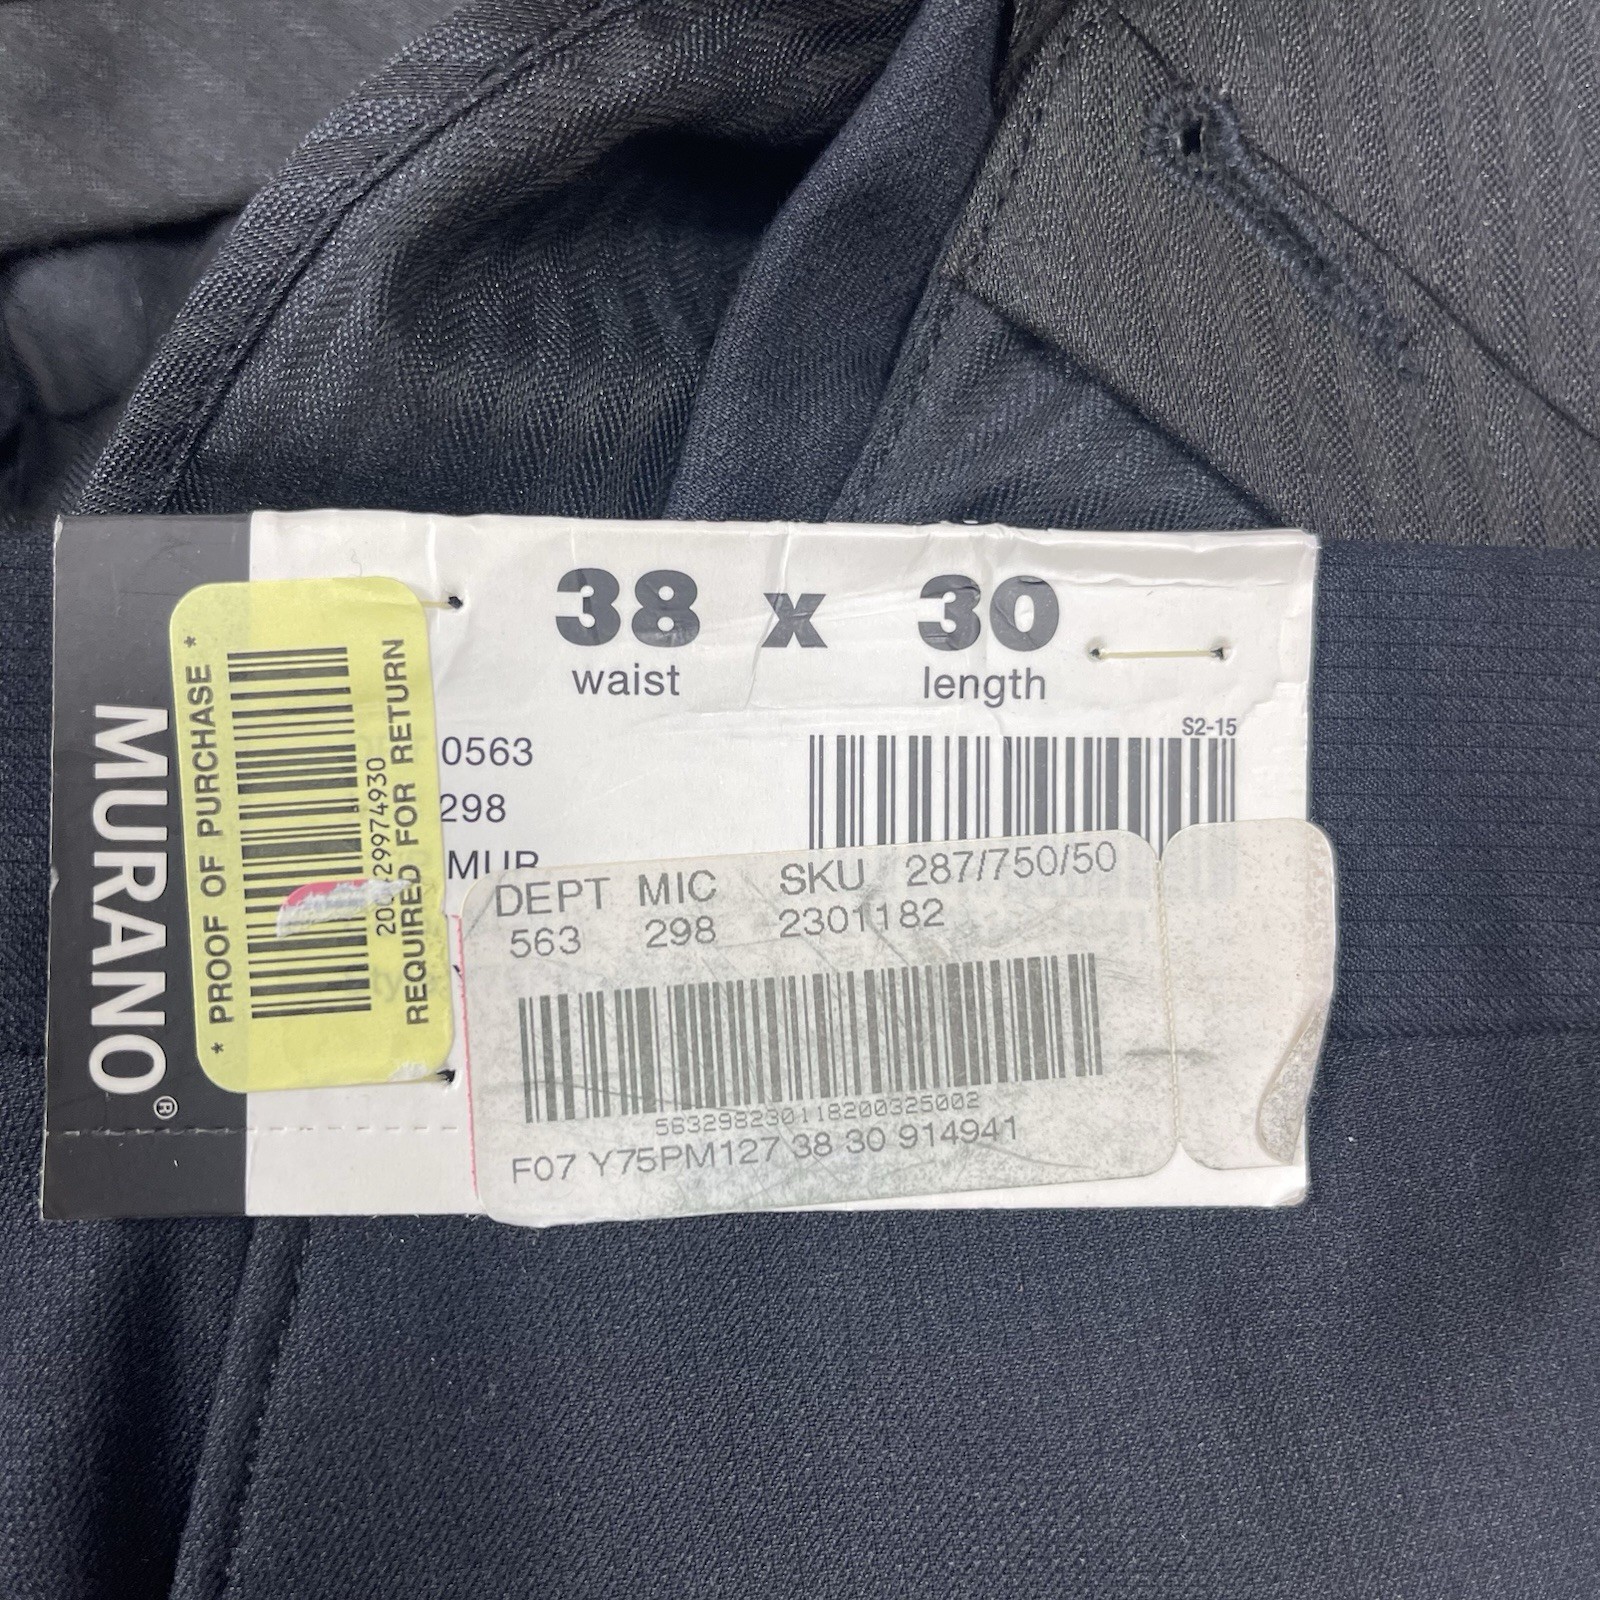 MURANO®
38 x 30
waist length
S2-15
0563
298
MUR
* PROOF OF PURCHASE *
REQUIRED FOR RETURN
DEPT MIC SKU 287/750/50
563 298 2301182
563298230118200325002
F07 Y75PM127 38 30 914941